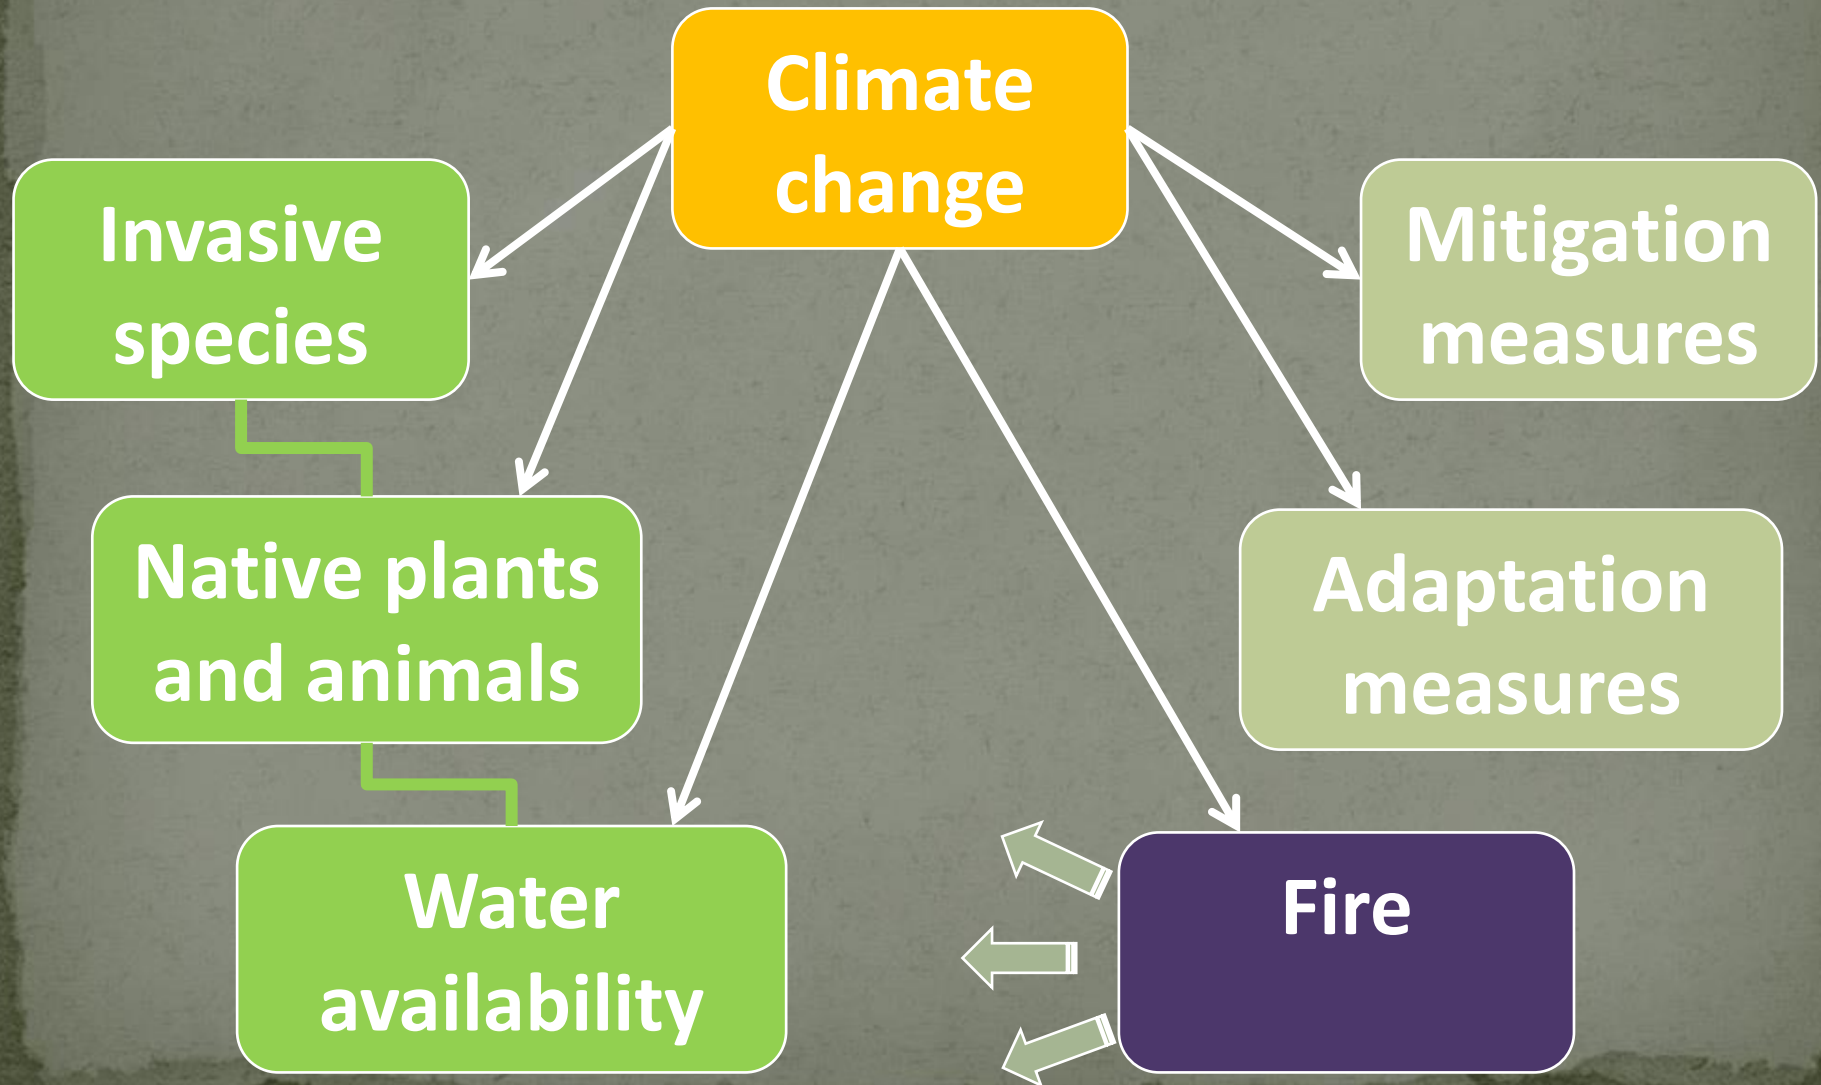 Climate
change
Invasive
species
Mitigation
measures
Native plants
and animals
Adaptation
measures
Water
availability
Fire